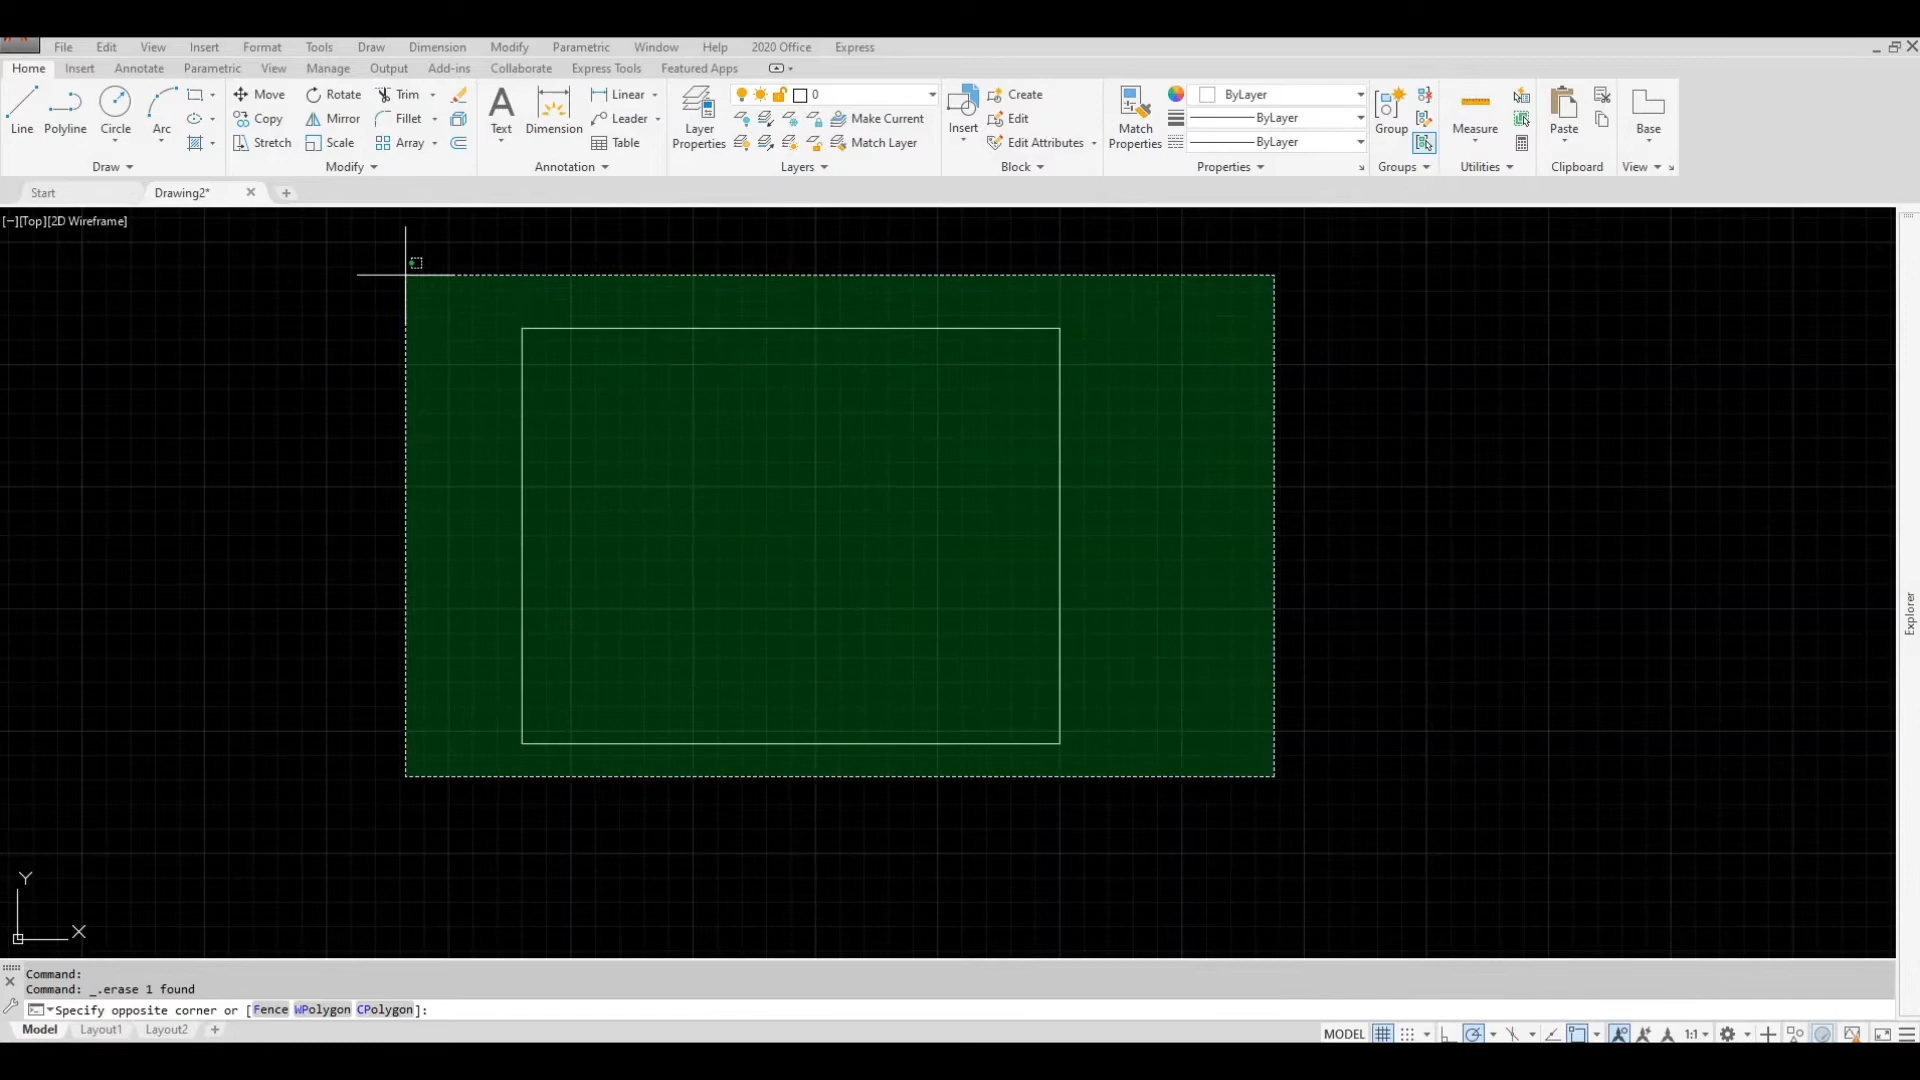 File Edit View Insert Format Tools Draw Dimension Modify Parametric Window Help 2020 Office Express
Home Insert Annotate Parametric View Manage Output Add-ins Collaborate Express Tools Featured Apps
Line Polyline Circle Arc
Move Rotate Trim
Copy Mirror Fillet
Stretch Scale Array
Text Dimension
Linear
Leader
Table
Layer Properties
0
Make Current
Match Layer
Insert
Create
Edit
Edit Attributes
Match Properties
ByLayer
ByLayer
ByLayer
Group
Measure
Paste
Base
Draw Modify Annotation Layers Block Properties Groups Utilities Clipboard View
Start Drawing2*
[−][Top][2D Wireframe]
Explorer
Y
X
Command:
Command: _.erase 1 found
Specify opposite corner or [Fence WPolygon CPolygon]:
Model Layout1 Layout2
MODEL 1:1